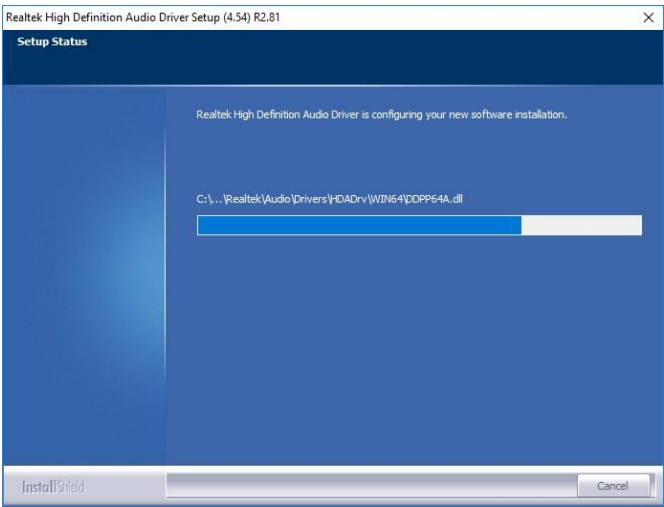 Realtek High Definition Audio Driver Setup (4.54) R2.81
Setup Status
Realtek High Definition Audio Driver is configuring your new software installation.
C:\...\Realtek\Audio\Drivers\HDADrv\WIN64\DDPP64A.dll
InstallShield
Cancel